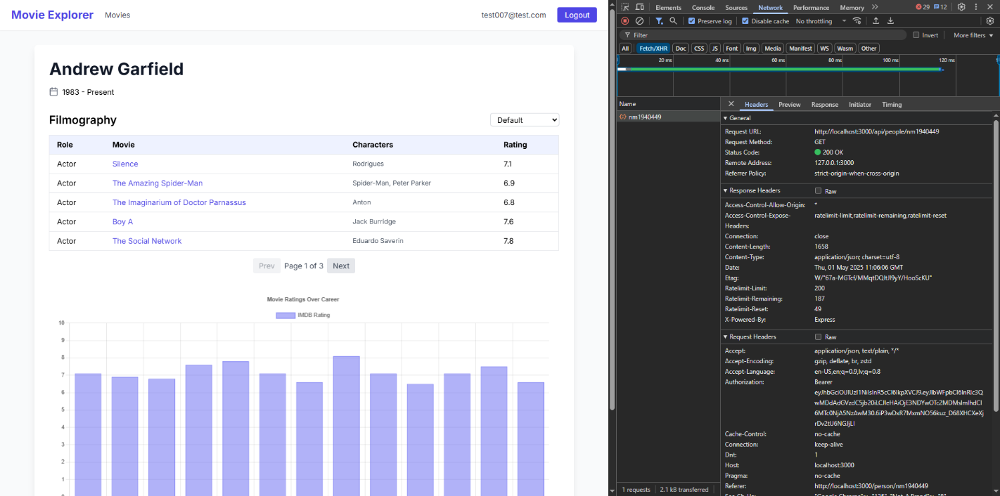 Movie Explorer Movies test007@test.com Logout
Andrew Garfield
1983 - Present
Filmography Default
Role Movie Characters Rating
Actor Silence Rodrigues 7.1
Actor The Amazing Spider-Man Spider-Man, Peter Parker 6.9
Actor The Imaginarium of Doctor Parnassus Anton 6.8
Actor Boy A Jack Burridge 7.6
Actor The Social Network Eduardo Saverin 7.8
Prev Page 1 of 3 Next
Movie Ratings Over Career
IMDB Rating
10
9
8
7
6
5
4
3
2
1
Elements Console Sources Network Performance Memory 29 12
Preserve log Disable cache No throttling
Filter Invert More filters
All Fetch/XHR Doc CSS JS Font Img Media Manifest WS Wasm Other
20 ms 40 ms 60 ms 80 ms 100 ms 120 ms
Name
nm1940449
Headers Preview Response Initiator Timing
General
Request URL: http://localhost:3000/api/people/nm1940449
Request Method: GET
Status Code: 200 OK
Remote Address: 127.0.0.1:3000
Referrer Policy: strict-origin-when-cross-origin
Response Headers Raw
Access-Control-Allow-Origin: *
Access-Control-Expose- ratelimit-limit,ratelimit-remaining,ratelimit-reset
Headers:
Connection: close
Content-Length: 1658
Content-Type: application/json; charset=utf-8
Date: Thu, 01 May 2025 11:06:06 GMT
Etag:
Ratelimit-Limit: 200
Ratelimit-Remaining: 187
Ratelimit-Reset: 49
X-Powered-By: Express
Request Headers Raw
Accept: application/json, text/plain, */*
Accept-Encoding: gzip, deflate, br, zstd
Accept-Language: en-US,en;q=0.9,lv;q=0.8
Authorization: Bearer
Cache-Control: no-cache
Connection: keep-alive
Dnt: 1
Host: localhost:3000
Pragma: no-cache
Referer: http://localhost:3000/person/nm1940449
1 requests 2.1 kB transferred